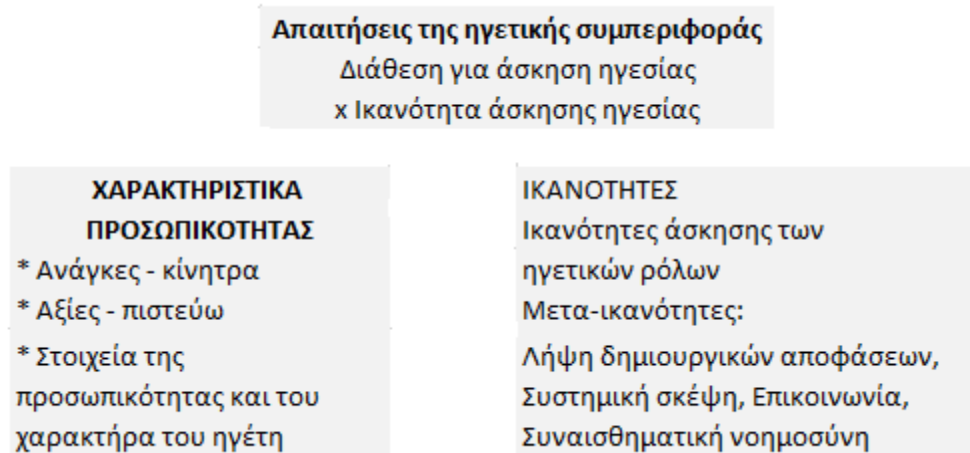 Απαιτήσεις της ηγετικής συμπεριφοράς
Διάθεση για άσκηση ηγεσίας
x Ικανότητα άσκησης ηγεσίας
ΧΑΡΑΚΤΗΡΙΣΤΙΚΑ
ΠΡΟΣΩΠΙΚΟΤΗΤΑΣ
* Ανάγκες - κίνητρα
* Αξίες - πιστεύω
* Στοιχεία της
προσωπικότητας και του
χαρακτήρα του ηγέτη
ΙΚΑΝΟΤΗΤΕΣ
Ικανότητες άσκησης των
ηγετικών ρόλων
Μετα-ικανότητες:
Λήψη δημιουργικών αποφάσεων,
Συστημική σκέψη, Επικοινωνία,
Συναισθηματική νοημοσύνη